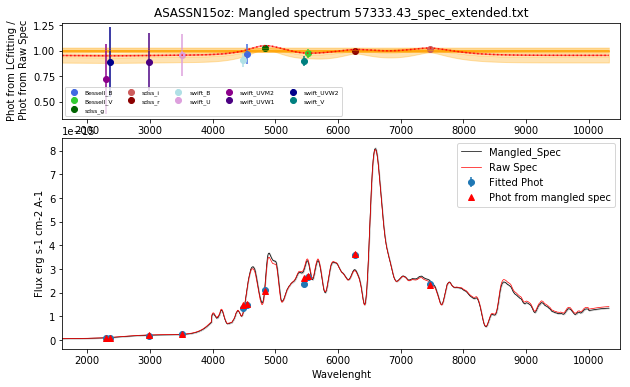 ASASSN15oz: Mangled spectrum 57333.43_spec_extended.txt
Phot from LCfitting /
Phot from Raw Spec
1.25
1.00
0.75
0.50
Bessell_B
Bessell_V
sdss_g
sdss_i
sdss_r
swift_B
swift_U
swift_UVM2
swift_UVW1
swift_UVW2
swift_V
2000 3000 4000 5000 6000 7000 8000 9000 10000
Flux erg s-1 cm-2 A-1
8
7
6
5
4
3
2
1
0
Mangled_Spec
Raw Spec
Fitted Phot
Phot from mangled spec
2000 3000 4000 5000 6000 7000 8000 9000 10000
Wavelenght